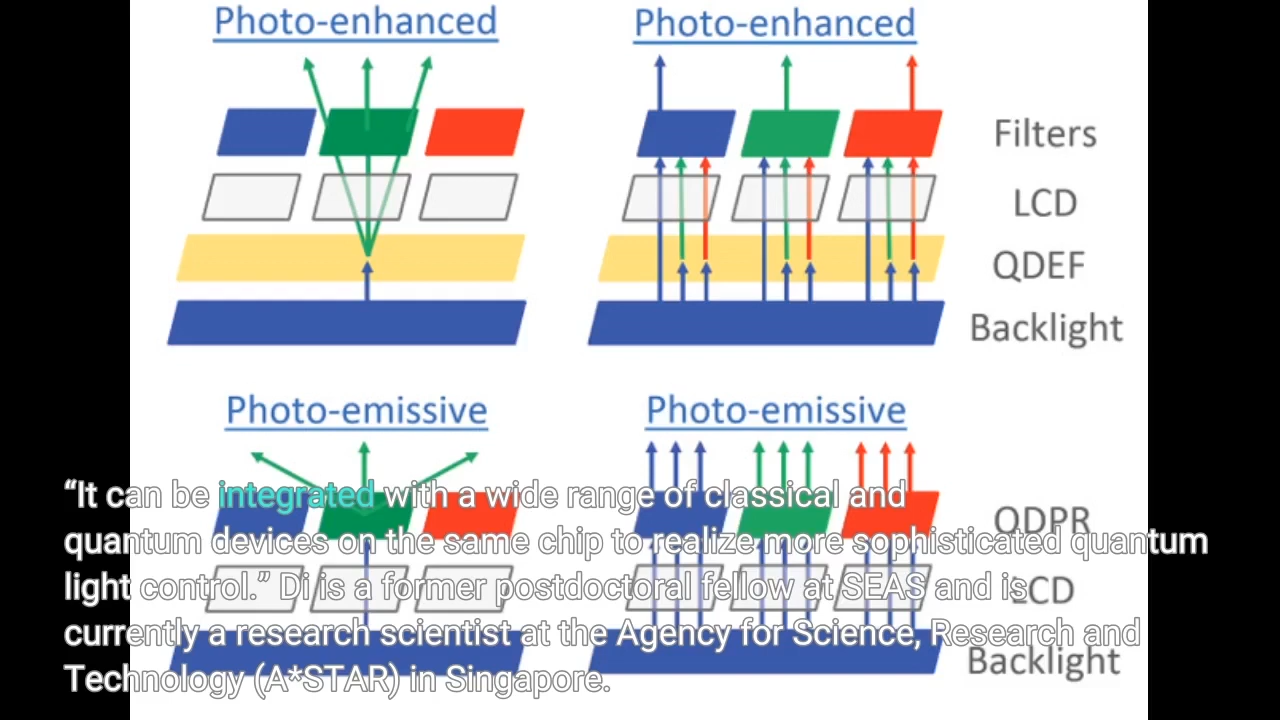 Photo-enhanced
Photo-enhanced
Filters
LCD
QDEF
Backlight
Photo-emissive
Photo-emissive
QDPR
LCD
Backlight
“It can be integrated with a wide range of classical and
quantum devices on the same chip to realize more sophisticated quantum
light control.” Di is a former postdoctoral fellow at SEAS and is
currently a research scientist at the Agency for Science, Research and
Technology (A*STAR) in Singapore.